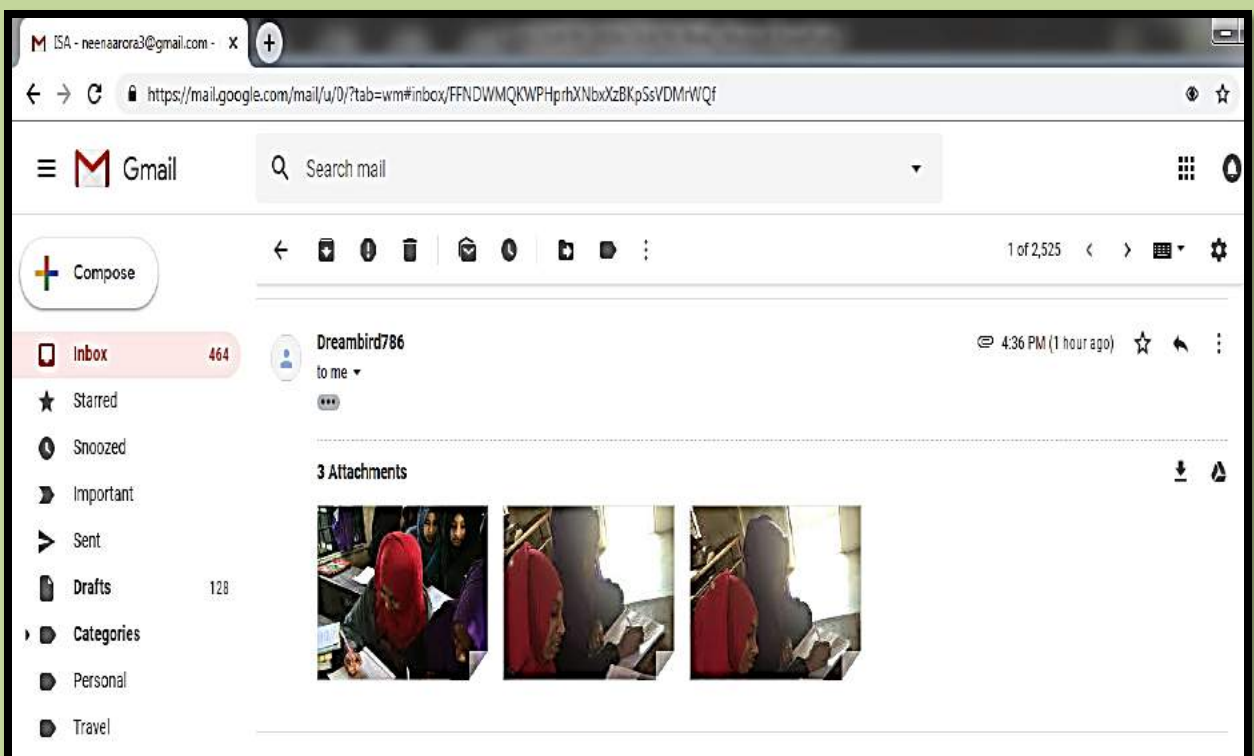 M ISA - neenaarora3@gmail.com - X +
https://mail.google.com/mail/u/0/?tab=wm#inbox/FFNDWMQKWPHprhXNbxXzBKpSsVDMrWQf
Gmail Search mail
Compose 1 of 2,525
Inbox 464
Starred
Snoozed
Important
Sent
Drafts 128
Categories
Personal
Travel
Dreambird786 4:36 PM (1 hour ago)
to me
3 Attachments